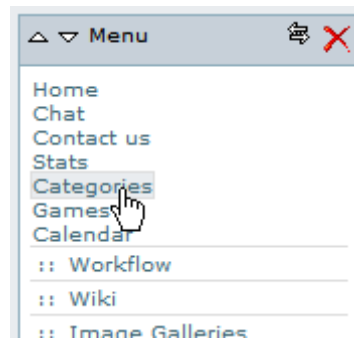 Menu
Home
Chat
Contact us
Stats
Categories
Games
Calendar
:: Workflow
:: Wiki
:: Image Galleries